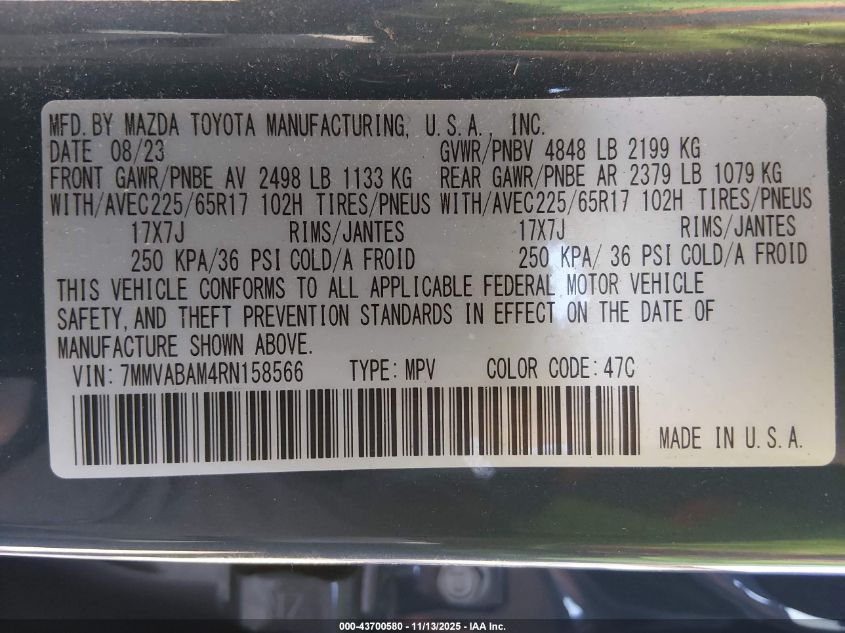 MFD. BY MAZDA TOYOTA MANUFACTURING, U.S.A., INC.
DATE 08/23 GVWR/PNBV 4848 LB 2199 KG
FRONT GAWR/PNBE AV 2498 LB 1133 KG REAR GAWR/PNBE AR 2379 LB 1079 KG
WITH/AVEC225/65R17 102H TIRES/PNEUS WITH/AVEC225/65R17 102H TIRES/PNEUS
17X7J RIMS/JANTES 17X7J RIMS/JANTES
250 KPA/36 PSI COLD/A FROID 250 KPA/ 36 PSI COLD/A FROID
THIS VEHICLE CONFORMS TO ALL APPLICABLE FEDERAL MOTOR VEHICLE
SAFETY, AND THEFT PREVENTION STANDARDS IN EFFECT ON THE DATE OF
MANUFACTURE SHOWN ABOVE.
VIN: 7MMVABAM4RN158566 TYPE: MPV COLOR CODE: 47C
MADE IN U.S.A.
000-43700580 - 11/13/2025 - IAA Inc.